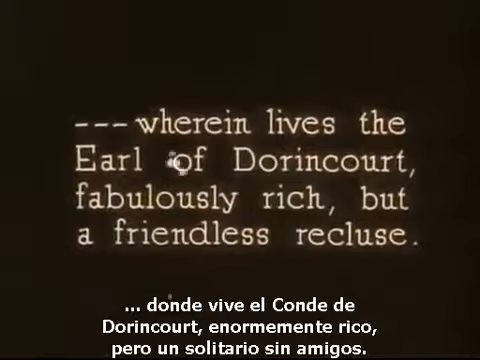 ---wherein lives the
Earl of Dorincourt,
fabulously rich, but
a friendless recluse.
... donde vive el Conde de
Dorincourt, enormemente rico,
pero un solitario sin amigos.